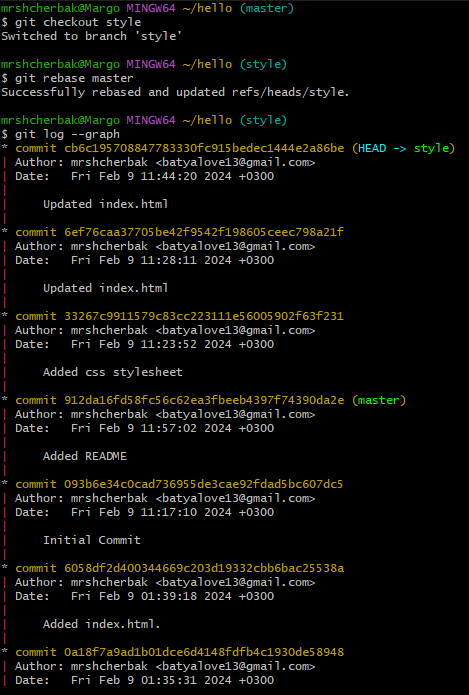 mrshcherbak@Margo MINGW64 ~/hello (master)
$ git checkout style
Switched to branch 'style'

mrshcherbak@Margo MINGW64 ~/hello (style)
$ git rebase master
Successfully rebased and updated refs/heads/style.

mrshcherbak@Margo MINGW64 ~/hello (style)
$ git log --graph
* commit cb6c195708847783330fc915bedec1444e2a86be (HEAD -> style)
| Author: mrshcherbak <batyalove13@gmail.com>
| Date:   Fri Feb 9 11:44:20 2024 +0300
|
|     Updated index.html
|
* commit 6ef76caa37705be42f9542f198605ceec798a21f
| Author: mrshcherbak <batyalove13@gmail.com>
| Date:   Fri Feb 9 11:28:11 2024 +0300
|
|     Updated index.html
|
* commit 33267c9911579c83cc223111e56005902f63f231
| Author: mrshcherbak <batyalove13@gmail.com>
| Date:   Fri Feb 9 11:23:52 2024 +0300
|
|     Added css stylesheet
|
* commit 912da16fd58fc56c62ea3fbeeb4397f74390da2e (master)
| Author: mrshcherbak <batyalove13@gmail.com>
| Date:   Fri Feb 9 11:57:02 2024 +0300
|
|     Added README
|
* commit 093b6e34c0cad736955de3cae92fdad5bc607dc5
| Author: mrshcherbak <batyalove13@gmail.com>
| Date:   Fri Feb 9 11:17:10 2024 +0300
|
|     Initial Commit
|
* commit 6058df2d400344669c203d19332cbb6bac25538a
| Author: mrshcherbak <batyalove13@gmail.com>
| Date:   Fri Feb 9 01:39:18 2024 +0300
|
|     Added index.html.
|
* commit 0a18f7a9ad1b01dce6d4148fdfb4c1930de58948
| Author: mrshcherbak <batyalove13@gmail.com>
| Date:   Fri Feb 9 01:35:31 2024 +0300